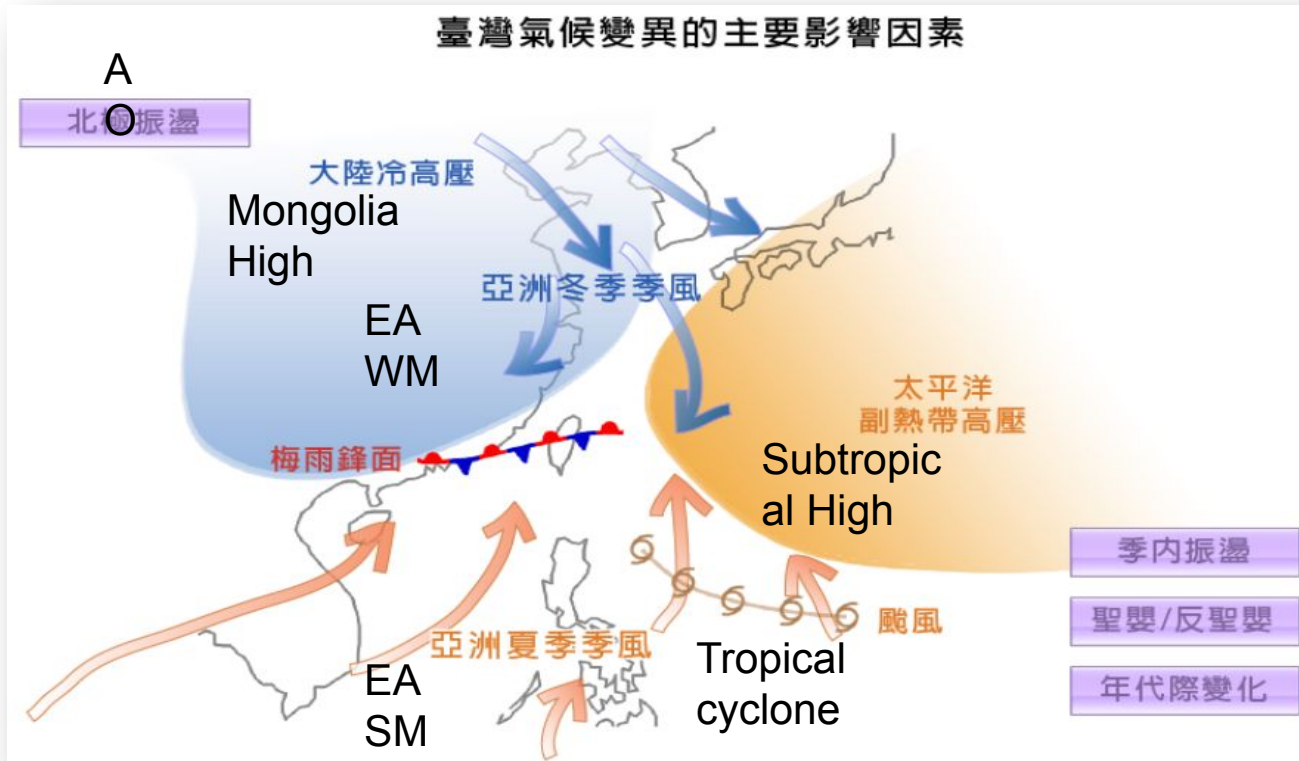 臺灣氣候變異的主要影響因素
A
O
北極振盪
大陸冷高壓
Mongolia
High
亞洲冬季季風
EA
WM
太平洋
副熱帶高壓
Subtropic
al High
梅雨鋒面
季內振盪
聖嬰/反聖嬰
年代際變化
颱風
Tropical
cyclone
亞洲夏季季風
EA
SM